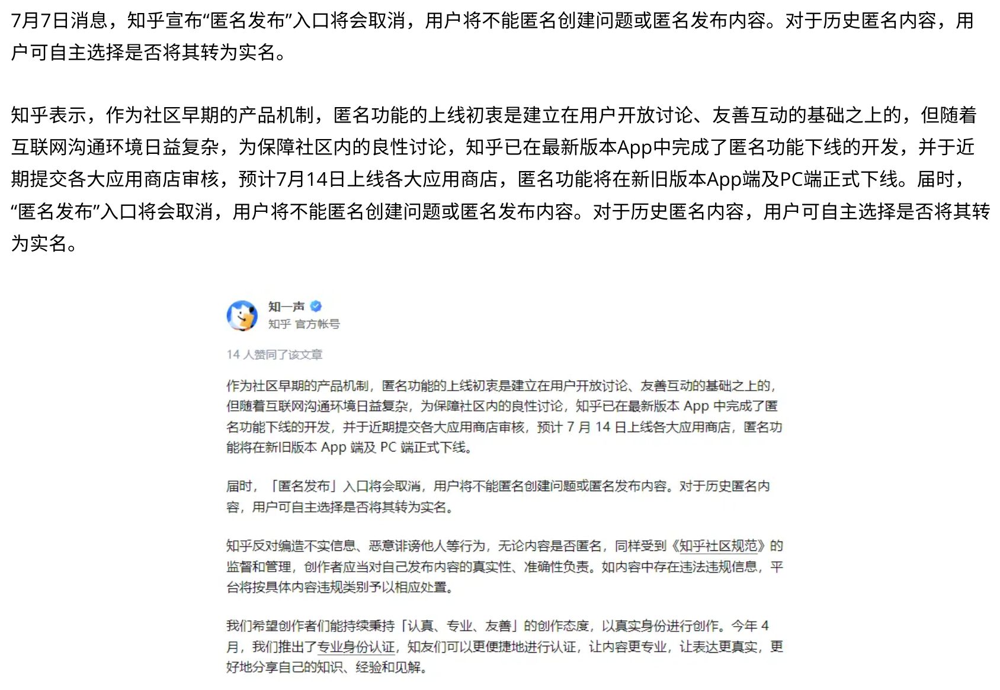 7月7日消息，知乎宣布“匿名发布”入口将会取消，用户将不能匿名创建问题或匿名发布内容。对于历史匿名内容，用
户可自主选择是否将其转为实名。
知乎表示，作为社区早期的产品机制，匿名功能的上线初衷是建立在用户开放讨论、友善互动的基础之上的，但随着
互联网沟通环境日益复杂，为保障社区内的良性讨论，知乎已在最新版本App中完成了匿名功能下线的开发，并于近
期提交各大应用商店审核，预计7月14日上线各大应用商店，匿名功能将在新旧版本App端及PC端正式下线。届时，
“匿名发布”入口将会取消，用户将不能匿名创建问题或匿名发布内容。对于历史匿名内容，用户可自主选择是否将其转
为实名。
知一声
知乎 官方帐号
14 人赞同了该文章
作为社区早期的产品机制，匿名功能的上线初衷是建立在用户开放讨论、友善互动的基础之上的，
但随着互联网沟通环境日益复杂，为保障社区内的良性讨论，知乎已在最新版本 App 中完成了匿
名功能下线的开发，并于近期提交各大应用商店审核，预计 7 月 14 日上线各大应用商店，匿名功
能将在新旧版本 App 端及 PC 端正式下线。
届时，「匿名发布」入口将会取消，用户将不能匿名创建问题或匿名发布内容。对于历史匿名内
容，用户可自主选择是否将其转为实名。
知乎反对编造不实信息、恶意诽谤他人等行为，无论内容是否匿名，同样受到《知乎社区规范》的
监督和管理，创作者应当对自己发布内容的真实性、准确性负责。如内容中存在违法违规信息，平
台将按具体内容违规类别予以相应处置。
我们希望创作者们能持续秉持「认真、专业、友善」的创作态度，以真实身份进行创作。今年 4
月，我们推出了专业身份认证，知友们可以更便捷地进行认证，让内容更专业，让表达更真实，更
好地分享自己的知识、经验和见解。